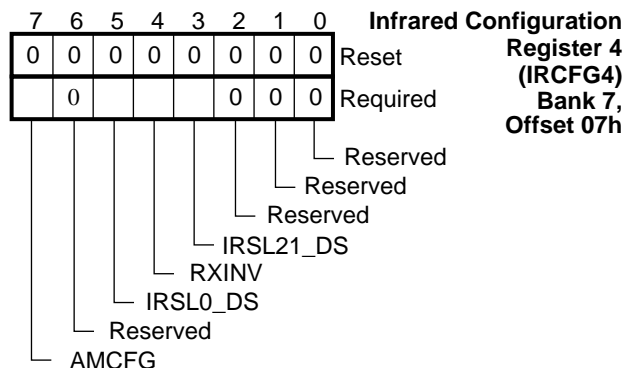 7 6 5 4 3 2 1 0
Infrared Configuration
Register 4
(IRCFG4)
Bank 7,
Offset 07h
0 0 0 0 0 0 0 0 Reset
0 0 0 0 Required
Reserved
Reserved
Reserved
IRSL21_DS
RXINV
IRSL0_DS
Reserved
AMCFG